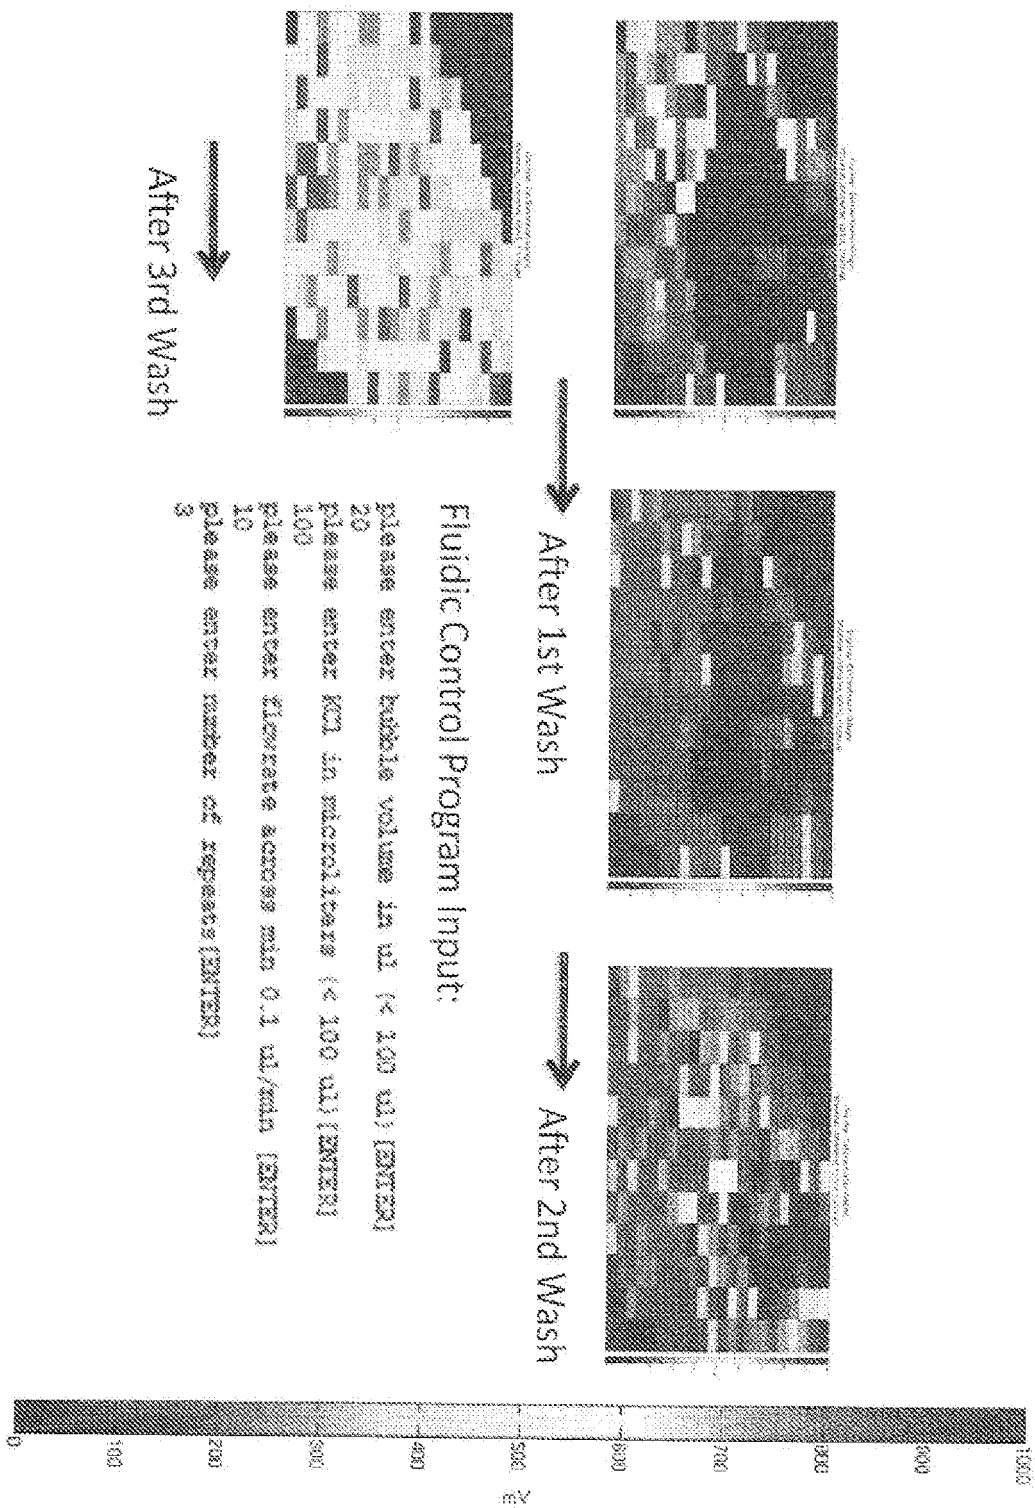 After 1st Wash
After 2nd Wash
After 3rd Wash
Fluidic Control Program Input:
please enter bubble volume in ul (< 100 ul)[ENTER]
20
please enter KCl in microliters (< 100 ul)[ENTER]
100
please enter flowrate across min 0.1 ul/min [ENTER]
10
please enter number of repeats[ENTER]
3
0
100
200
300
400
500
600
700
800
900
1000
mV